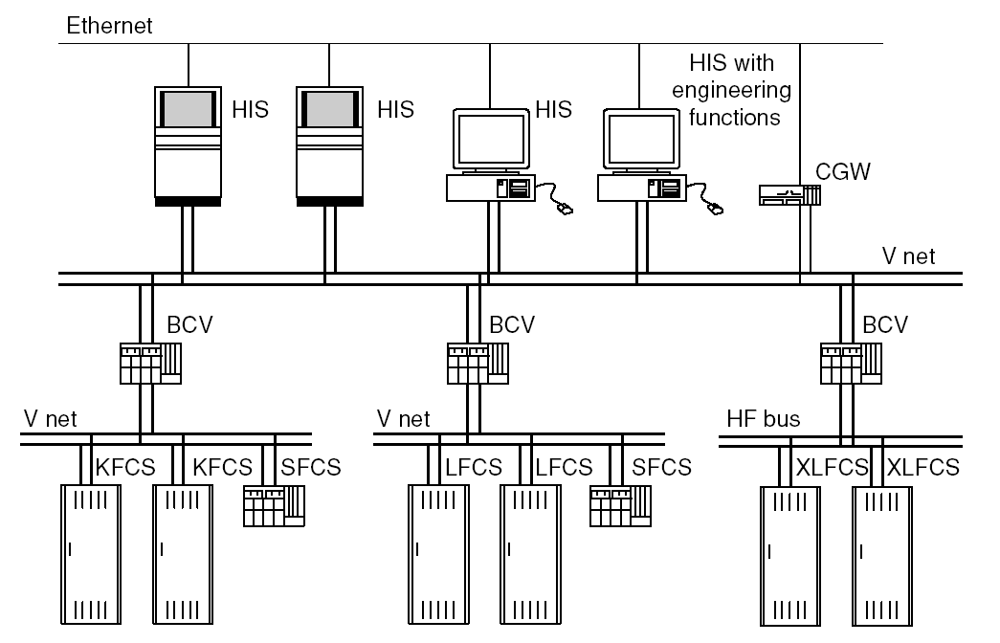 Ethernet
HIS with
engineering
functions
HIS
HIS
HIS
CGW
V net
BCV
BCV
BCV
V net
V net
HF bus
KFCS
KFCS
SFCS
LFCS
LFCS
SFCS
XLFCS
XLFCS